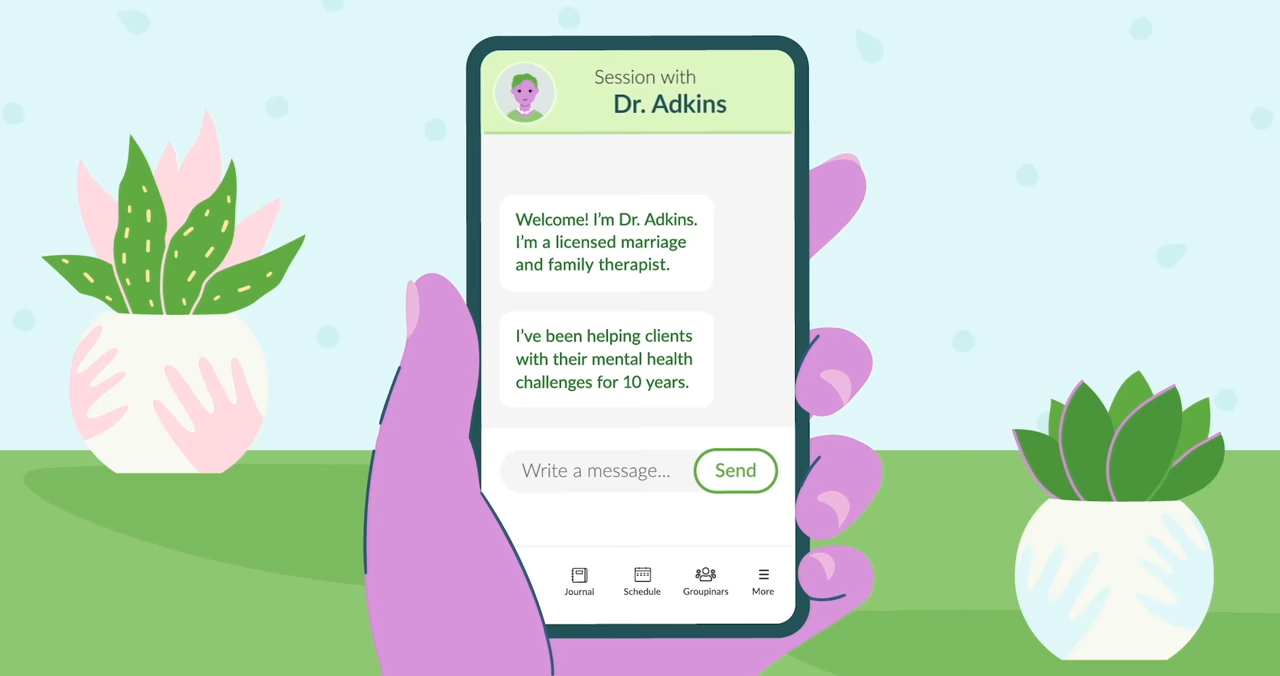 Session with
Dr. Adkins
Welcome! I'm Dr. Adkins.
I'm a licensed marriage
and family therapist.
I've been helping clients
with their mental health
challenges for 10 years.
Write a message...
Send
Journal
Schedule
Groupinars
More